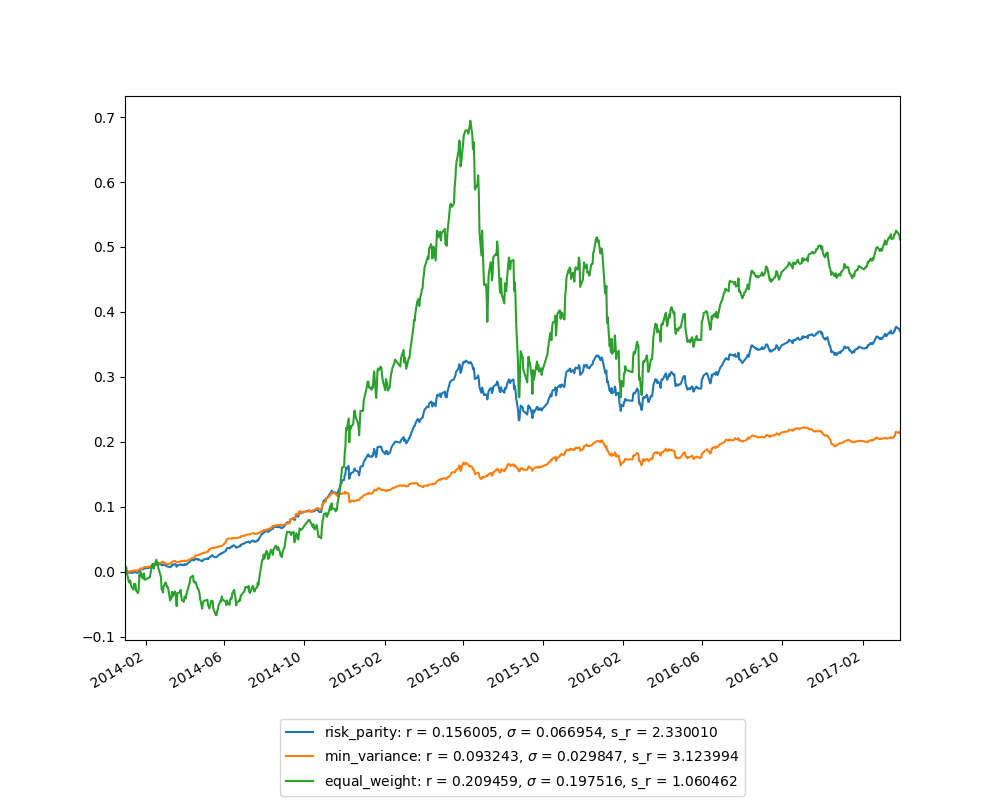 0.7
0.6
0.5
0.4
0.3
0.2
0.1
0.0
−0.1
2014-02 2014-06 2014-10 2015-02 2015-06 2015-10 2016-02 2016-06 2016-10 2017-02
risk_parity: r = 0.156005, σ = 0.066954, s_r = 2.330010
min_variance: r = 0.093243, σ = 0.029847, s_r = 3.123994
equal_weight: r = 0.209459, σ = 0.197516, s_r = 1.060462